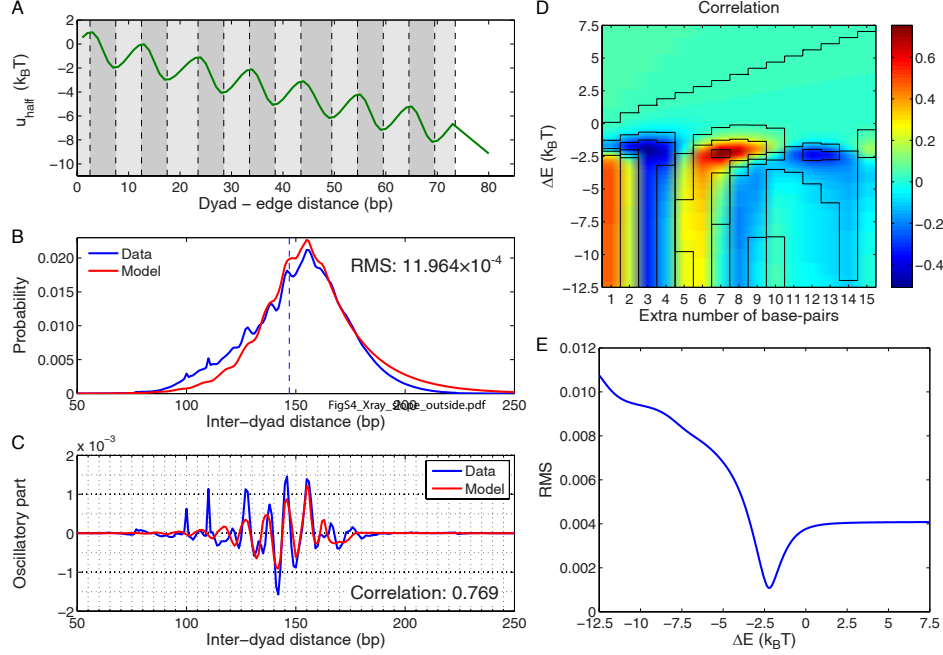 A
u_half (k_BT)
2
0
−2
−4
−6
−8
−10
0 10 20 30 40 50 60 70 80 90
Dyad − edge distance (bp)
B
Data
Model
RMS: 11.964×10^-4
Probability
0.020
0.015
0.010
0.005
0
50 100 150 200 250
FigS4_Xray_slope_outside.pdf
Inter-dyad distance (bp)
C
x 10^−3
Data
Model
Oscillatory part
2
1
0
−1
−2
Correlation: 0.769
50 100 150 200 250
Inter-dyad distance (bp)
D
Correlation
ΔE (k_BT)
7.5
5.0
2.5
0
−2.5
−5.0
−7.5
−10.0
−12.5
1 2 3 4 5 6 7 8 9 10 11 12 13 14 15
Extra number of base-pairs
0.6
0.4
0.2
0
−0.2
−0.4
E
RMS
0.012
0.010
0.008
0.006
0.004
0.002
0
−12.5 −10 −7.5 −5 −2.5 0 2.5 5 7.5
ΔE (k_BT)